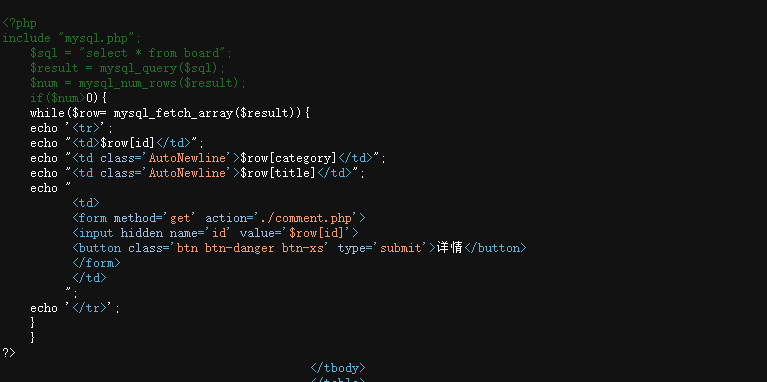 <?php
include "mysql.php";
    $sql = "select * from board";
    $result = mysql_query($sql);
    $num = mysql_num_rows($result);
    if($num>0){
    while($row= mysql_fetch_array($result)){
    echo '<tr>';
    echo "<td>$row[id]</td>";
    echo "<td class='AutoNewline'>$row[category]</td>";
    echo "<td class='AutoNewline'>$row[title]</td>";
    echo "
          <td>
          <form method='get' action='./comment.php'>
          <input hidden name='id' value='$row[id]'>
          <button class='btn btn-danger btn-xs' type='submit'>详情</button>
          </form>
          </td>
         ";
    echo '</tr>';
    }
    }
?>
                                            </tbody>
                                            </table>